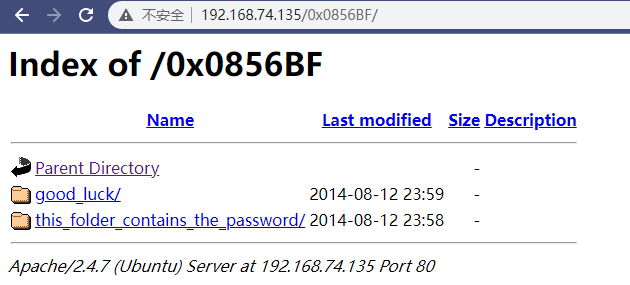 不安全 | 192.168.74.135/0x0856BF/
Index of /0x0856BF
Name Last modified Size Description
Parent Directory -
good_luck/ 2014-08-12 23:59 -
this_folder_contains_the_password/ 2014-08-12 23:58 -
Apache/2.4.7 (Ubuntu) Server at 192.168.74.135 Port 80